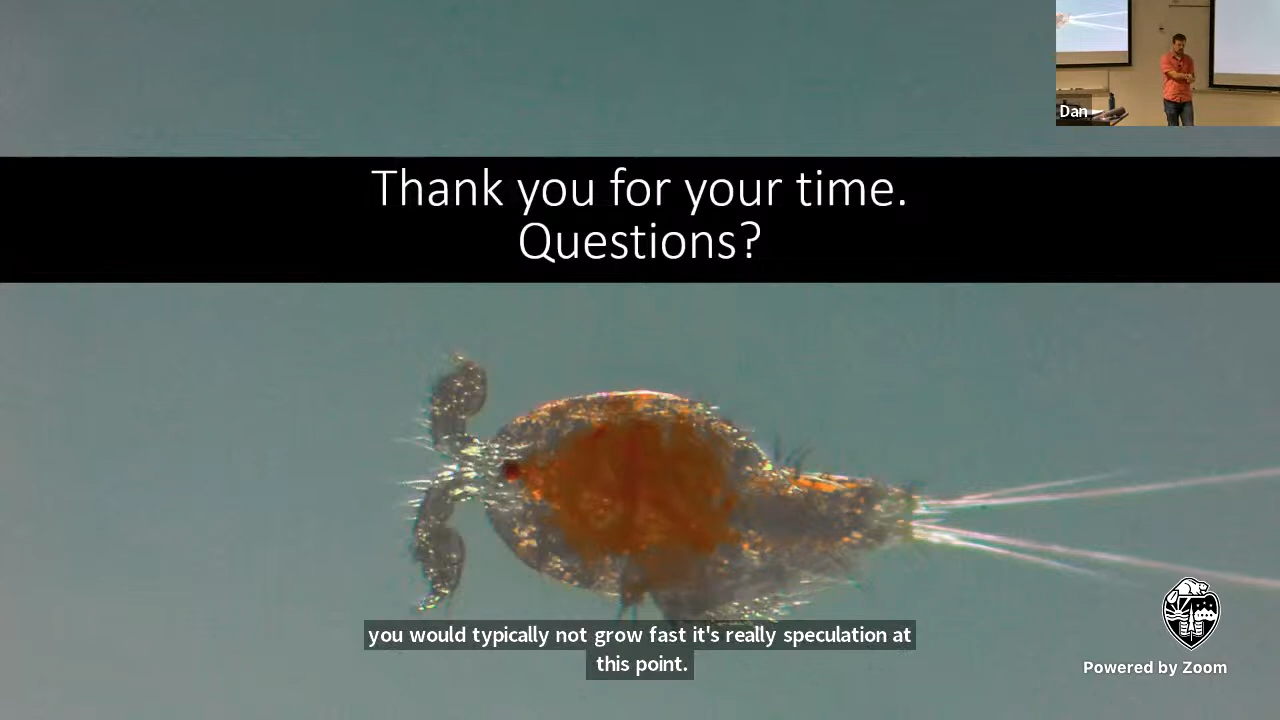 Dan
Thank you for your time.
Questions?
you would typically not grow fast it's really speculation at
this point.
Powered by Zoom